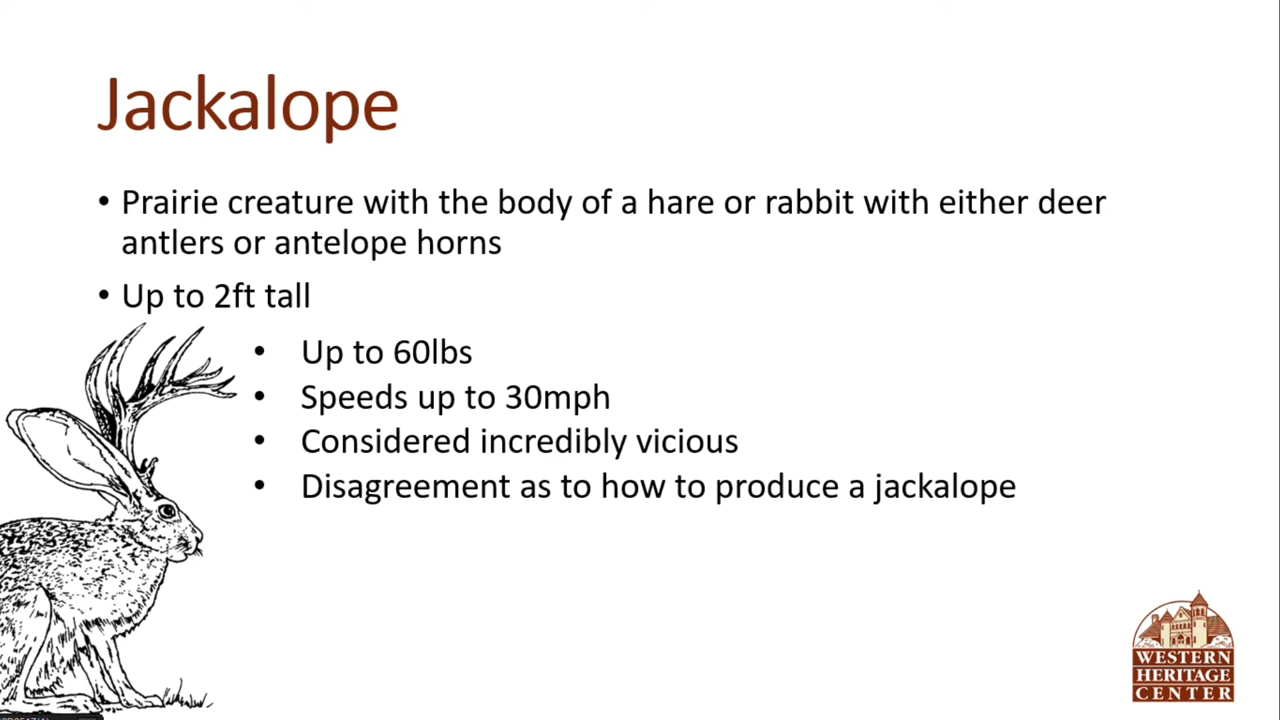 Jackalope
• Prairie creature with the body of a hare or rabbit with either deer
antlers or antelope horns
• Up to 2ft tall
• Up to 60lbs
• Speeds up to 30mph
• Considered incredibly vicious
• Disagreement as to how to produce a jackalope
WESTERN
HERITAGE
CENTER